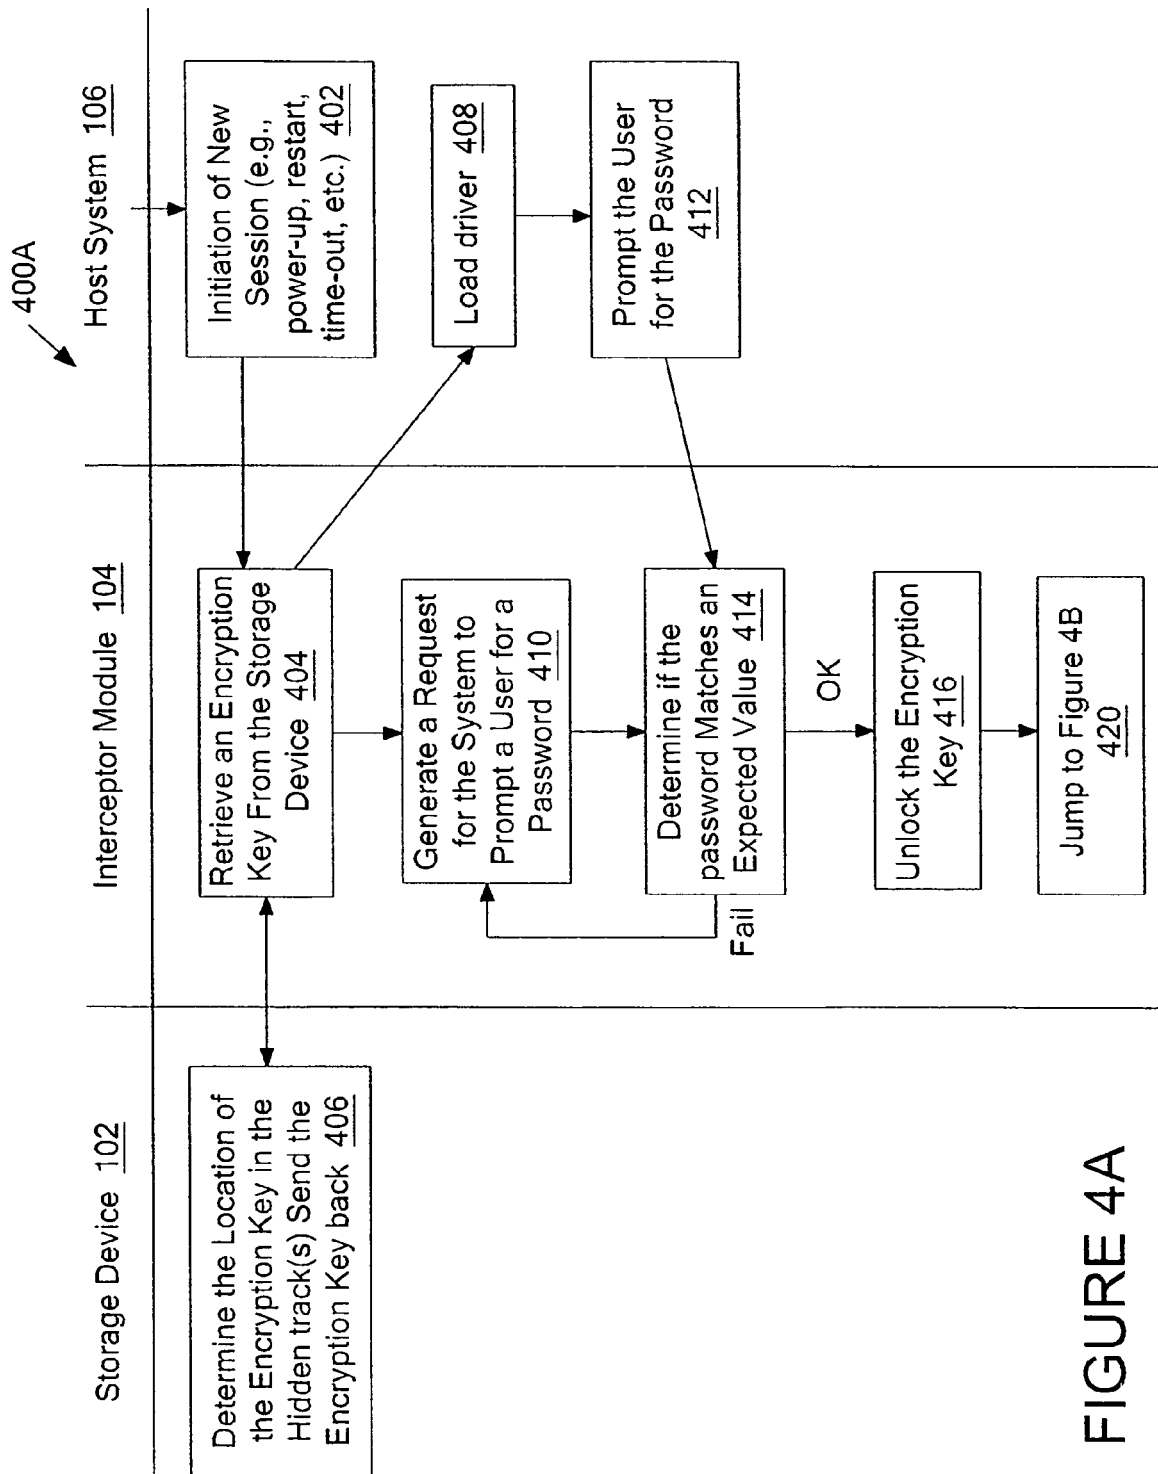 400A
Storage Device 102
Interceptor Module 104
Host System 106
Initiation of New
Session (e.g.,
power-up, restart,
time-out, etc.) 402
Retrieve an Encryption
Key From the Storage
Device 404
Determine the Location of
the Encryption Key in the
Hidden track(s) Send the
Encryption Key back 406
Load driver 408
Generate a Request
for the System to
Prompt a User for a
Password 410
Prompt the User
for the Password
412
Determine if the
password Matches an
Expected Value 414
Fail
OK
Unlock the Encryption
Key 416
Jump to Figure 4B
420
FIGURE 4A